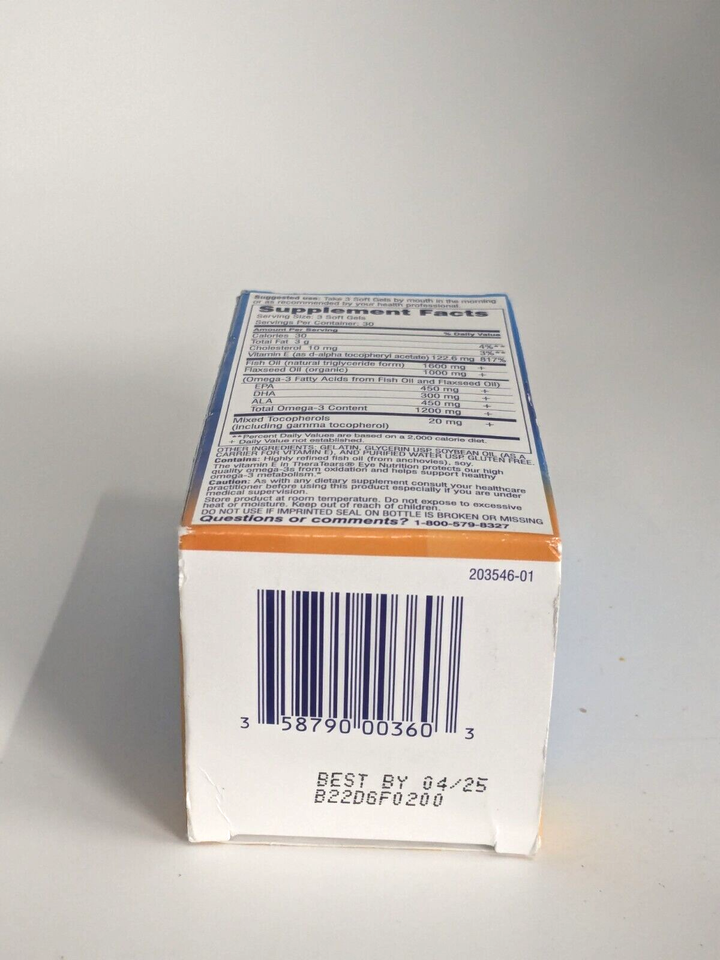 Suggested use: Take 3 Soft Gels by mouth in the morning
or as recommended by your health professional.
Supplement Facts
Serving Size: 3 Soft Gels
Servings Per Container: 30
Amount Per Serving % Daily Value
Calories 30
Total Fat 3 g 4%**
Cholesterol 10 mg 3%**
Vitamin E (as d-alpha tocopheryl acetate) 122.6 mg 817%
Fish Oil (natural triglyceride form) 1600 mg +
Flaxseed Oil (organic) 1000 mg +
(Omega-3 Fatty Acids from Fish Oil and Flaxseed Oil)
EPA 450 mg +
DHA 300 mg +
ALA 450 mg +
Total Omega-3 Content 1200 mg +
Mixed Tocopherols 20 mg +
(including gamma tocopherol)
**Percent Daily Values are based on a 2,000 calorie diet.
+ Daily Value not established.
OTHER INGREDIENTS: GELATIN, GLYCERIN USP, SOYBEAN OIL (AS A
CARRIER FOR VITAMIN E), AND PURIFIED WATER USP. GLUTEN FREE.
Contains: Highly refined fish oil (from anchovies), soy.
The vitamin E in TheraTears® Eye Nutrition protects our high
quality omega-3s from oxidation and helps support healthy
omega-3 metabolism.*
Caution: As with any dietary supplement consult your healthcare
practitioner before using this product especially if you are under
medical supervision.
Store product at room temperature. Do not expose to excessive
heat or moisture. Keep out of reach of children.
DO NOT USE IF IMPRINTED SEAL ON BOTTLE IS BROKEN OR MISSING
Questions or comments? 1-800-579-8327
203546-01
3 58790 00360 3
BEST BY 04/25
B22D6F0200